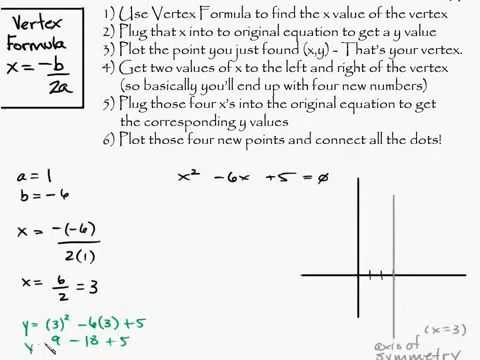 Vertex
Formula
x = -b
2a
1) Use Vertex Formula to find the x value of the vertex
2) Plug that x into to original equation to get a y value
3) Plot the point you just found (x,y) - That's your vertex.
4) Get two values of x to the left and right of the vertex
(so basically you'll end up with four new numbers)
5) Plug those four x's into the original equation to get
the corresponding y values
6) Plot those four new points and connect all the dots!
a = 1
b = -6
x² -6x +5 = ø
x = -(-6)
2(1)
x = 6/2 = 3
y = (3)² - 6(3) + 5
y 9 - 18 + 5
(x=3)
axis of
symmetry